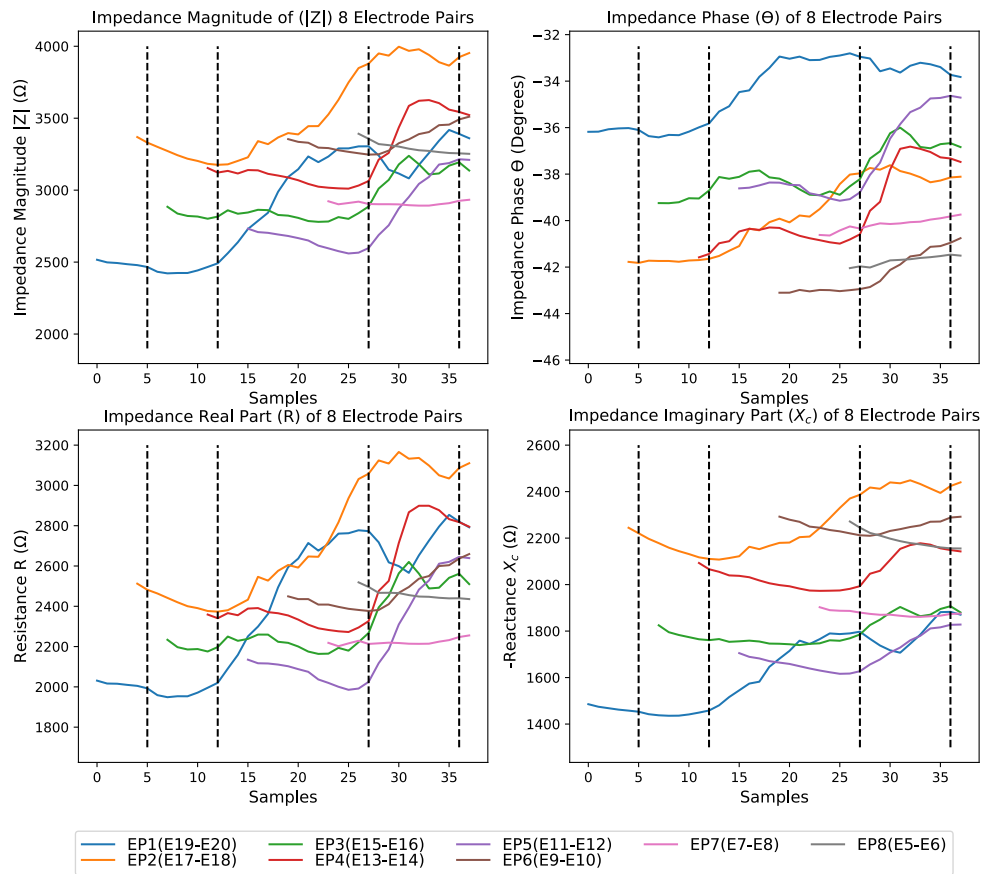 Impedance Magnitude of (|Z|) 8 Electrode Pairs
Impedance Magnitude |Z| (Ω)
4000
3500
3000
2500
2000
0 5 10 15 20 25 30 35
Samples
Impedance Phase (Θ) of 8 Electrode Pairs
Impedance Phase Θ (Degrees)
−32
−34
−36
−38
−40
−42
−44
−46
0 5 10 15 20 25 30 35
Samples
Impedance Real Part (R) of 8 Electrode Pairs
Resistance R (Ω)
3200
3000
2800
2600
2400
2200
2000
1800
0 5 10 15 20 25 30 35
Samples
Impedance Imaginary Part (X_c) of 8 Electrode Pairs
-Reactance X_c (Ω)
2600
2400
2200
2000
1800
1600
1400
0 5 10 15 20 25 30 35
Samples
EP1(E19-E20) EP3(E15-E16) EP5(E11-E12) EP7(E7-E8) EP8(E5-E6)
EP2(E17-E18) EP4(E13-E14) EP6(E9-E10)